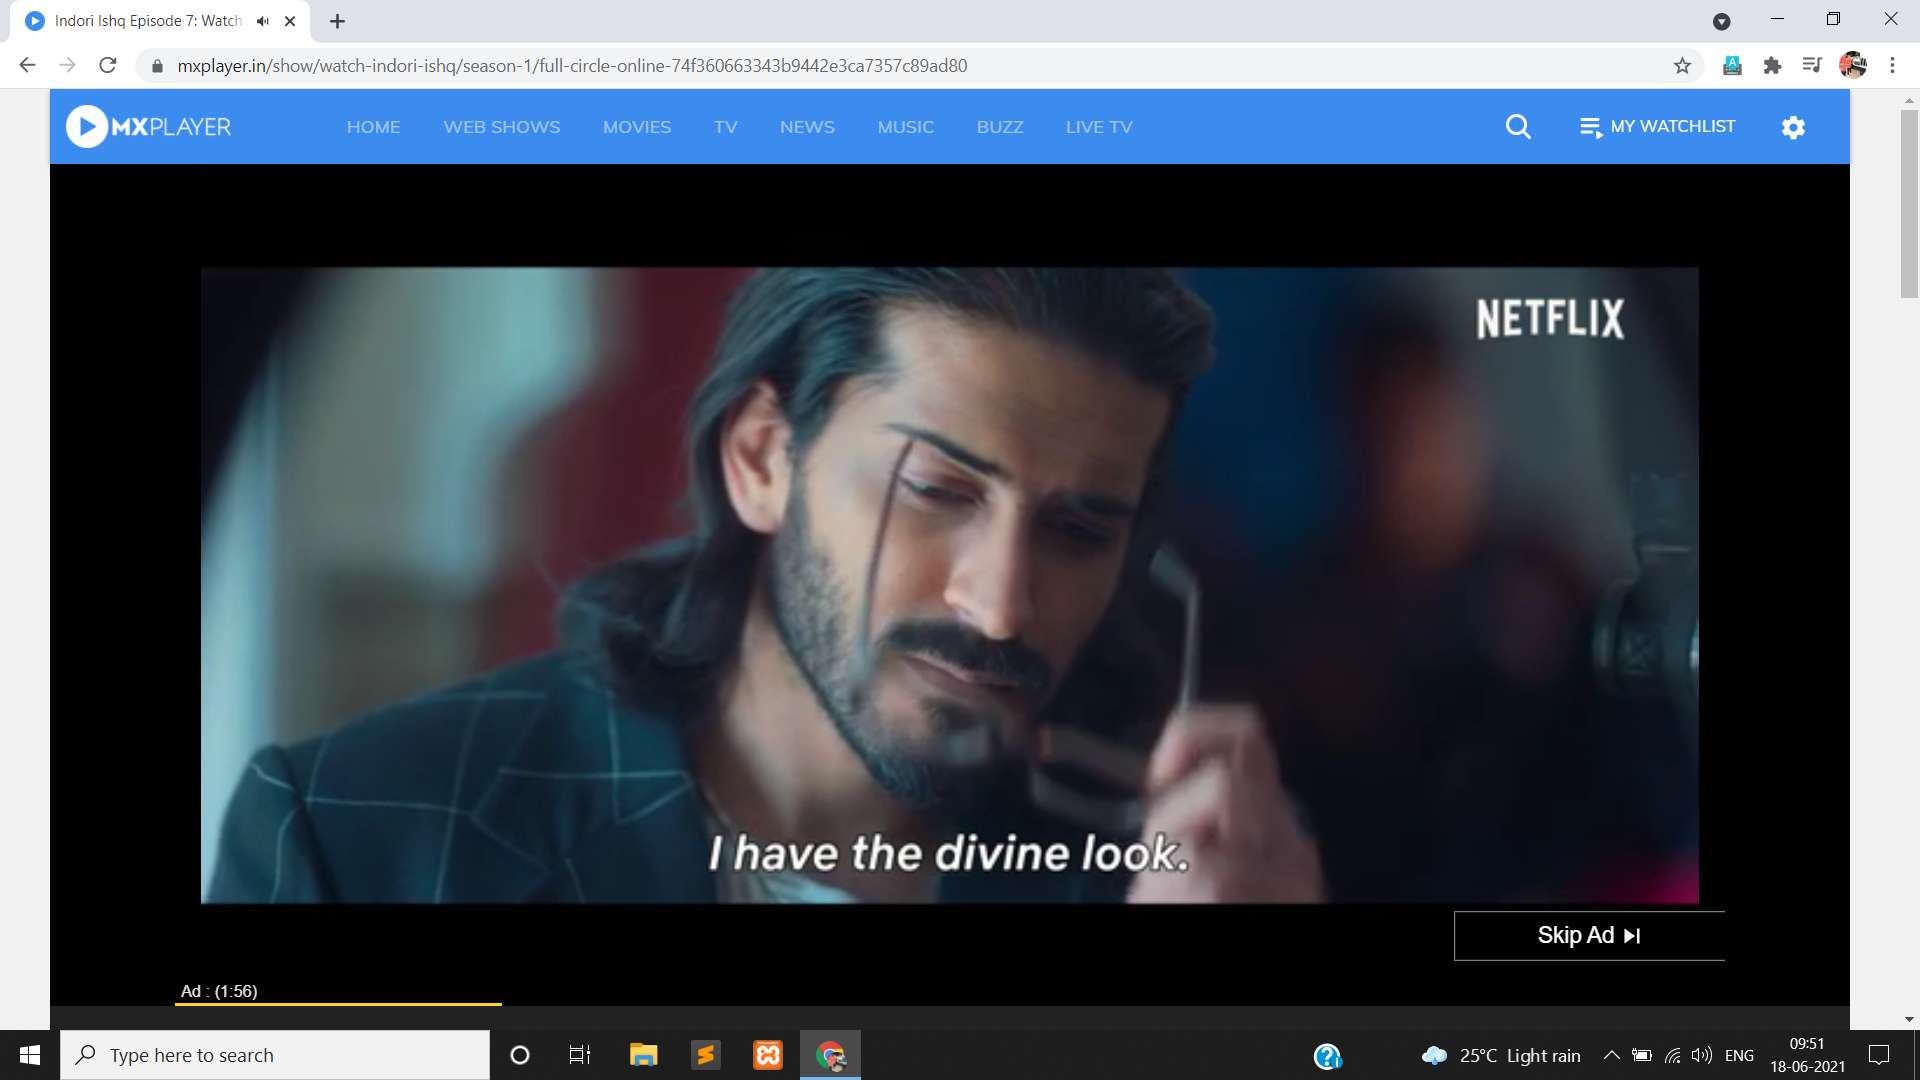 Indori Ishq Episode 7: Watch
mxplayer.in/show/watch-indori-ishq/season-1/full-circle-online-74f360663343b9442e3ca7357c89ad80
MXPLAYER HOME WEB SHOWS MOVIES TV NEWS MUSIC BUZZ LIVE TV MY WATCHLIST
NETFLIX
I have the divine look.
Skip Ad
Ad : (1:56)
Type here to search
25°C Light rain ENG
09:51
18-06-2021